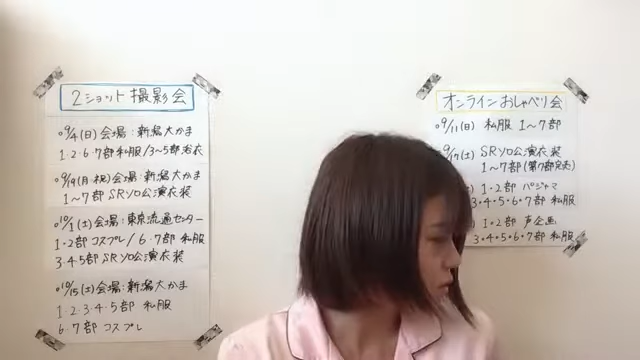 2ショット撮影会
○9/4(日)会場:新潟大かま
1・2・6・7部 私服/3~5部 浴衣
○9/19(月・祝)会場:新潟大かま
1~7部 SRソロ公演衣装
○10/1(土)会場:東京流通センター
1・2部 コスプレ/6・7部 私服
3・4・5部 SRソロ公演衣装
○10/15(土)会場:新潟大かま
1・2・3・4・5部 私服
6・7部 コスプレ
オンラインおしゃべり会
○9/11(日) 私服 1~7部
9/17(土) SRソロ公演衣装
1~7部(第7部完売)
(土) 1・2部 パジャマ
3・4・5・6・7部 私服
1・2部 声企画
3・4・5・6・7部 私服